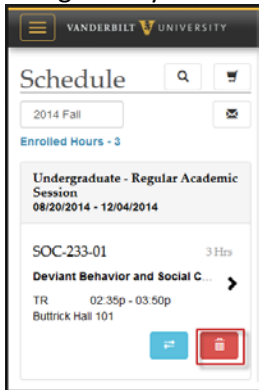 VANDERBILT V UNIVERSITY
Schedule
2014 Fall
Enrolled Hours - 3
Undergraduate - Regular Academic
Session
08/20/2014 - 12/04/2014
SOC-233-01 3 Hrs
Deviant Behavior and Social C...
TR 02:35p - 03:50p
Buttrick Hall 101